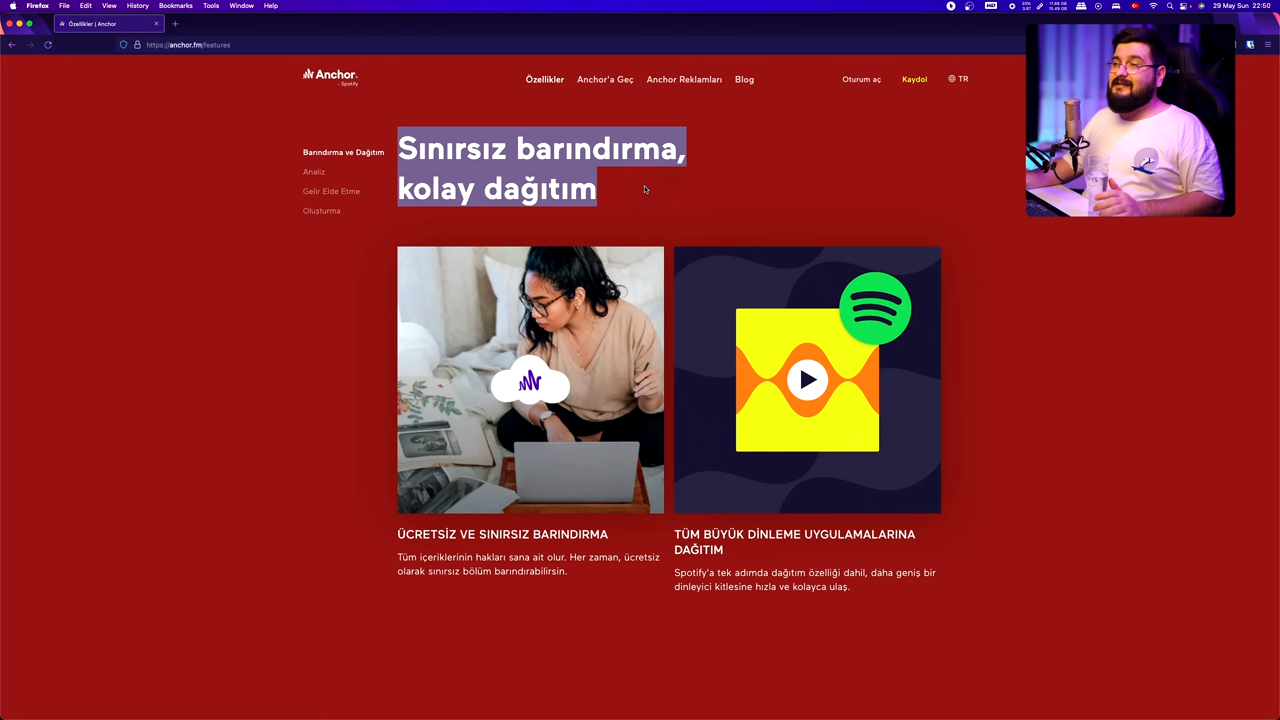 Firefox File Edit View History Bookmarks Tools Window Help
29 May Sun 22:50
Özellikler | Anchor
https://anchor.fm/features
Anchor
Spotify
Özellikler Anchor'a Geç Anchor Reklamları Blog Oturum aç Kaydol TR
Barındırma ve Dağıtım
Analiz
Gelir Elde Etme
Oluşturma
Sınırsız barındırma,
kolay dağıtım
ÜCRETSİZ VE SINIRSIZ BARINDIRMA
Tüm içeriklerinin hakları sana ait olur. Her zaman, ücretsiz
olarak sınırsız bölüm barındırabilirsin.
TÜM BÜYÜK DİNLEME UYGULAMALARINA
DAĞITIM
Spotify'a tek adımda dağıtım özelliği dahil, daha geniş bir
dinleyici kitlesine hızla ve kolayca ulaş.